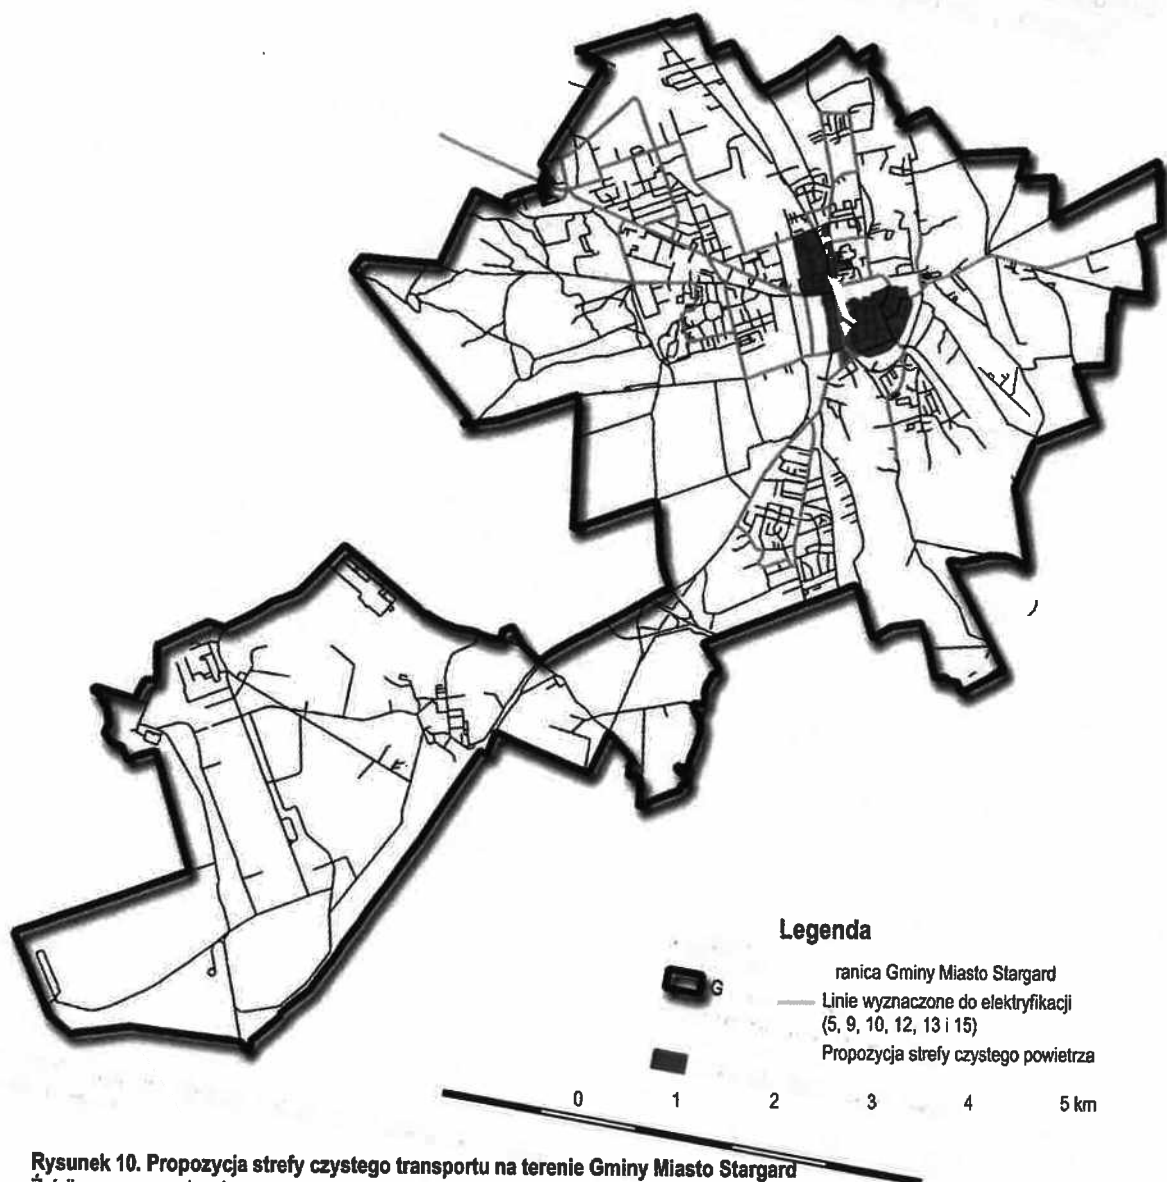 Legenda
G
ranica Gminy Miasto Stargard
Linie wyznaczone do elektryfikacji
(5, 9, 10, 12, 13 i 15)
Propozycja strefy czystego powietrza
0 1 2 3 4 5 km
Rysunek 10. Propozycja strefy czystego transportu na terenie Gminy Miasto Stargard